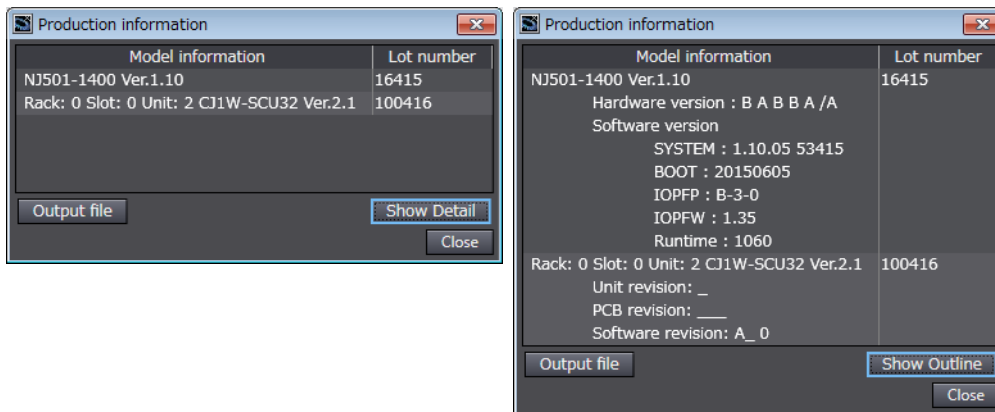 Production information
Model information Lot number
NJ501-1400 Ver.1.10 16415
Rack: 0 Slot: 0 Unit: 2 CJ1W-SCU32 Ver.2.1 100416
Output file Show Detail
Close
Production information
Model information Lot number
NJ501-1400 Ver.1.10 16415
Hardware version : B A B B A /A
Software version
SYSTEM : 1.10.05 53415
BOOT : 20150605
IOPFP : B-3-0
IOPFW : 1.35
Runtime : 1060
Rack: 0 Slot: 0 Unit: 2 CJ1W-SCU32 Ver.2.1 100416
Unit revision: _
PCB revision: ___
Software revision: A_ 0
Output file Show Outline
Close